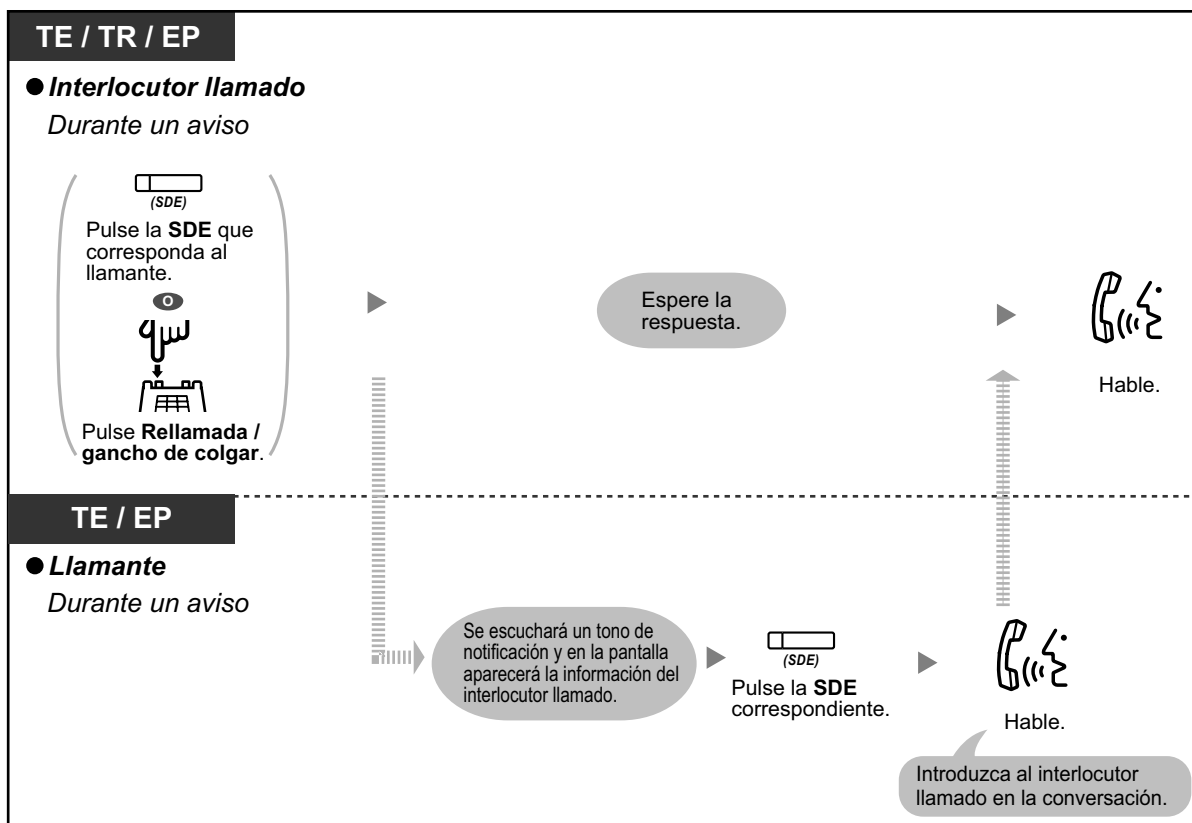 TE / TR / EP
● Interlocutor llamado
Durante un aviso
(SDE)
Pulse la SDE que
corresponda al
llamante.
O
Pulse Rellamada /
gancho de colgar.
Espere la
respuesta.
Hable.
TE / EP
● Llamante
Durante un aviso
Se escuchará un tono de
notificación y en la pantalla
aparecerá la información del
interlocutor llamado.
(SDE)
Pulse la SDE
correspondiente.
Hable.
Introduzca al interlocutor
llamado en la conversación.